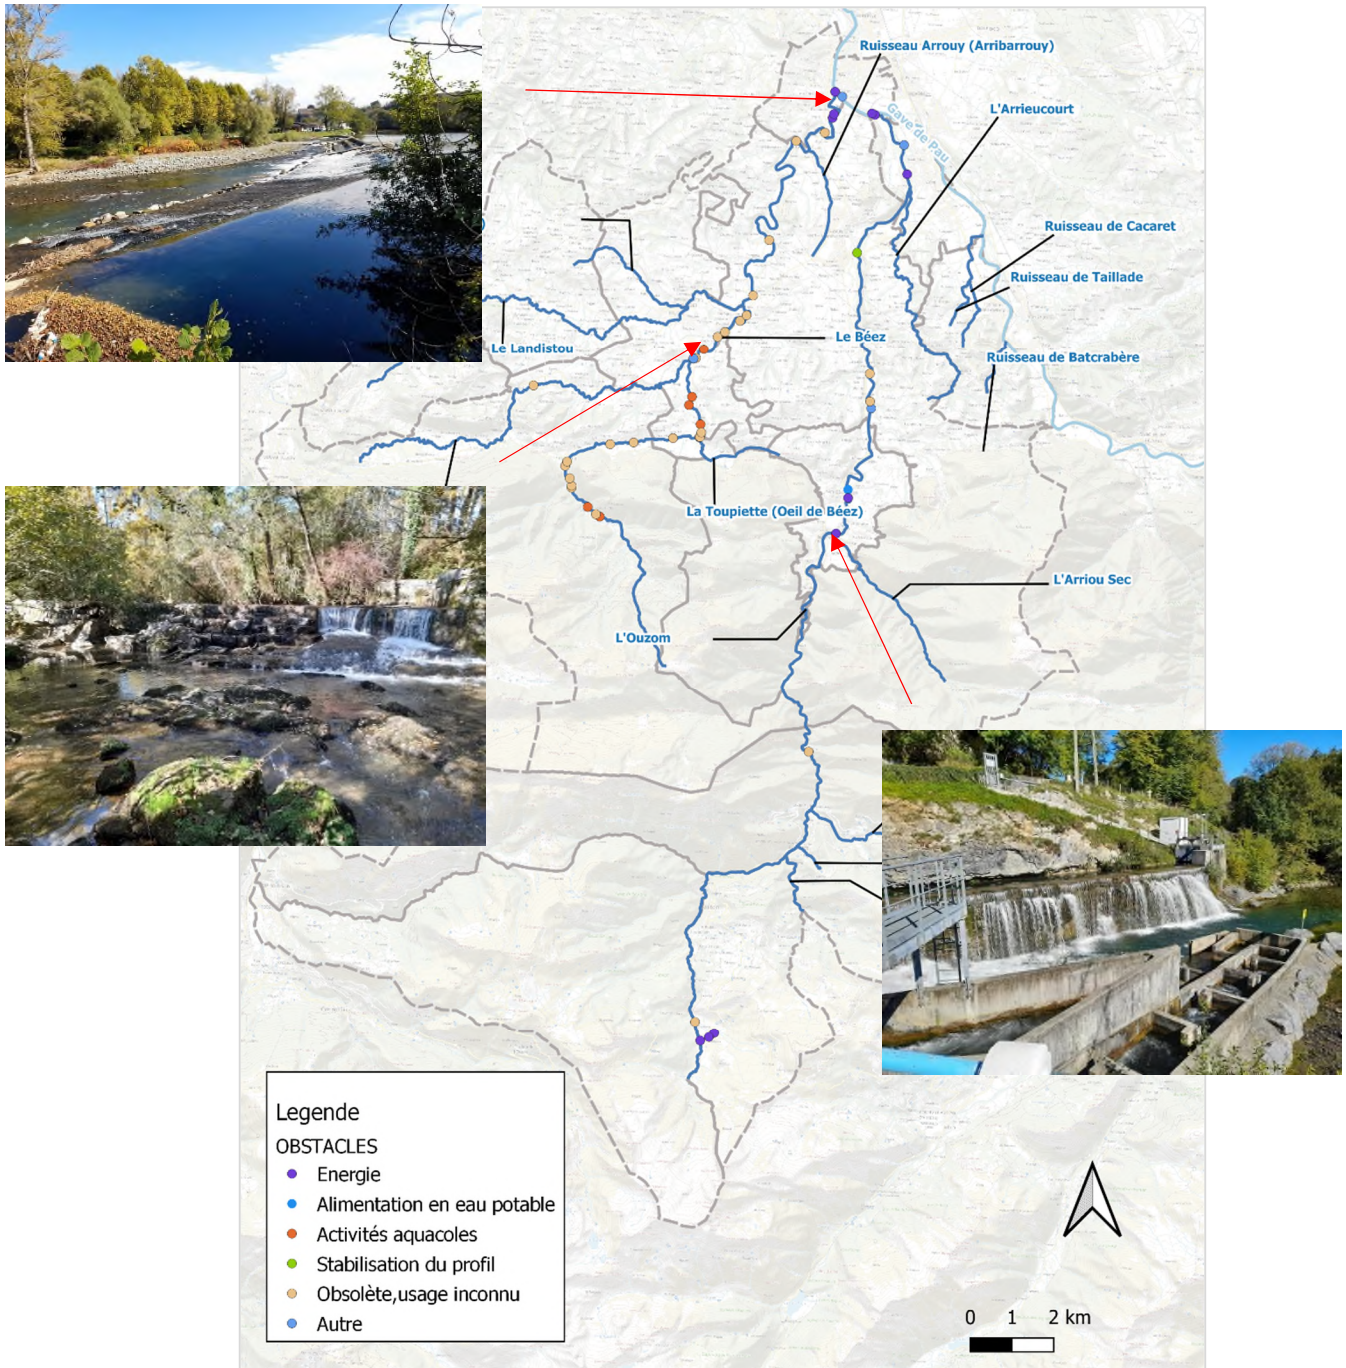 Ruisseau Arrouy (Arribarrouy)
L'Arrieucourt
Gave de Pau
Ruisseau de Cacaret
Ruisseau de Taillade
Le Landistou
Le Béez
Ruisseau de Batcrabère
La Toupiette (Oeil de Béez)
L'Arriou Sec
L'Ouzom
Legende
OBSTACLES
Energie
Alimentation en eau potable
Activités aquacoles
Stabilisation du profil
Obsolète,usage inconnu
Autre
0 1 2 km